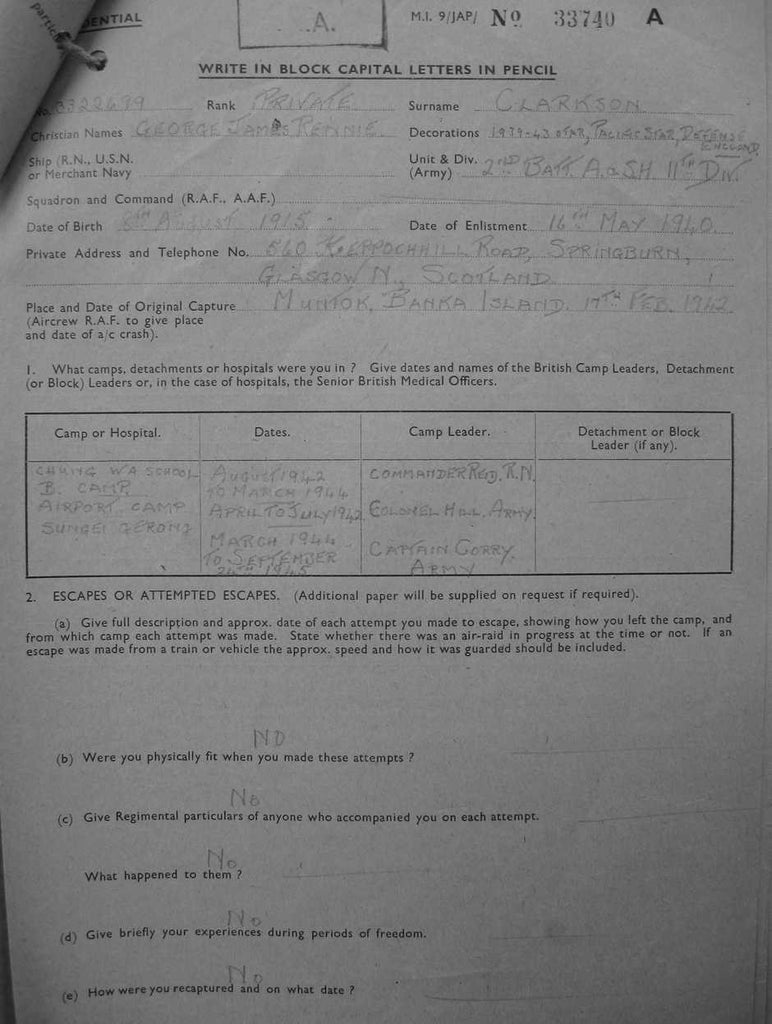 DENTIAL
A.
M.I. 9/JAP/ No 33740 A
WRITE IN BLOCK CAPITAL LETTERS IN PENCIL
No. 3322699 Rank PRIVATE Surname CLARKSON
Christian Names GEORGE JAMES RENNIE Decorations 1939-43 STAR, PACIFIC STAR, DEFENSE
ENGLAND
Ship (R.N., U.S.N. or Merchant Navy
Unit & Div. (Army) 2ND BATT. A.&SH. 11TH DIV.
Squadron and Command (R.A.F., A.A.F.)
Date of Birth 8TH AUGUST 1915 Date of Enlistment 16TH MAY 1940.
Private Address and Telephone No. 560 KEPPOCHHILL ROAD, SPRINGBURN,
GLASGOW N., SCOTLAND
Place and Date of Original Capture MUNTOK, BANKA ISLAND. 17TH FEB. 1942
(Aircrew R.A.F. to give place
and date of a/c crash).
1. What camps, detachments or hospitals were you in ? Give dates and names of the British Camp Leaders, Detachment
(or Block) Leaders or, in the case of hospitals, the Senior British Medical Officers.
Camp or Hospital. Dates. Camp Leader. Detachment or Block
Leader (if any).
CHUNG WA SCHOOL AUGUST 1942 COMMANDER REID, R.N.
B. CAMP. TO MARCH 1944
AIRPORT CAMP APRIL TO JULY 1942 COLONEL HILL, ARMY.
SUNGEI GERONG MARCH 1944 CAPTAIN CORRY,
TO SEPTEMBER ARMY
1945
2. ESCAPES OR ATTEMPTED ESCAPES. (Additional paper will be supplied on request if required).
(a) Give full description and approx. date of each attempt you made to escape, showing how you left the camp, and
from which camp each attempt was made. State whether there was an air-raid in progress at the time or not. If an
escape was made from a train or vehicle the approx. speed and how it was guarded should be included.
NO
(b) Were you physically fit when you made these attempts ?
No
(c) Give Regimental particulars of anyone who accompanied you on each attempt.
No
What happened to them ?
No
(d) Give briefly your experiences during periods of freedom.
No
(e) How were you recaptured and on what date ?